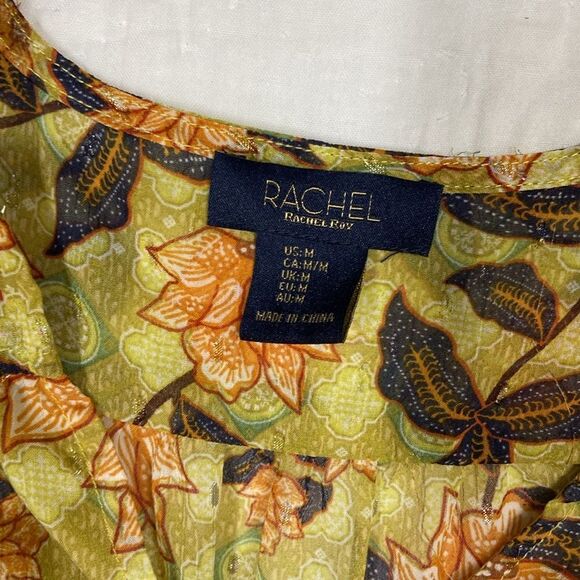 RACHEL
RACHEL ROY
US: M
CA: M/M
UK: M
EU: M
AU: M
MADE IN CHINA